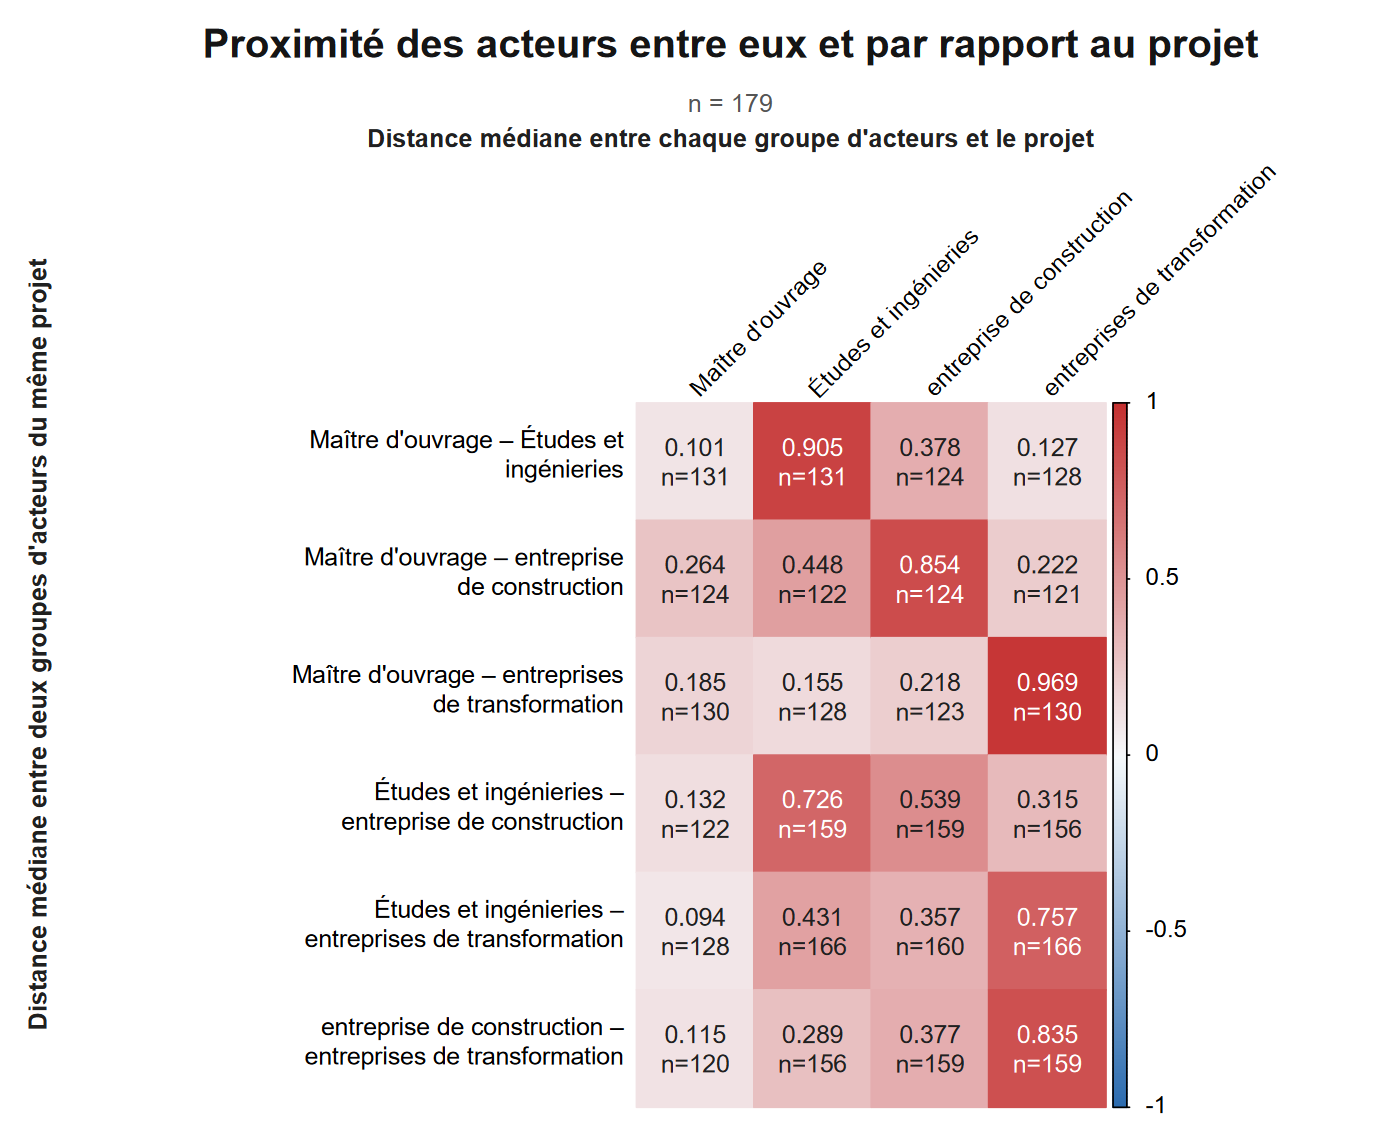 Proximité des acteurs entre eux et par rapport au projet
n = 179
Distance médiane entre chaque groupe d'acteurs et le projet
Distance médiane entre deux groupes d'acteurs du même projet
Maître d'ouvrage
Études et ingénieries
entreprise de construction
entreprises de transformation
Maître d'ouvrage – Études et
ingénieries
0.101 0.905 0.378 0.127
n=131 n=131 n=124 n=128
Maître d'ouvrage – entreprise
de construction
0.264 0.448 0.854 0.222
n=124 n=122 n=124 n=121
Maître d'ouvrage – entreprises
de transformation
0.185 0.155 0.218 0.969
n=130 n=128 n=123 n=130
Études et ingénieries –
entreprise de construction
0.132 0.726 0.539 0.315
n=122 n=159 n=159 n=156
Études et ingénieries –
entreprises de transformation
0.094 0.431 0.357 0.757
n=128 n=166 n=160 n=166
entreprise de construction –
entreprises de transformation
0.115 0.289 0.377 0.835
n=120 n=156 n=159 n=159
1
0.5
0
-0.5
-1